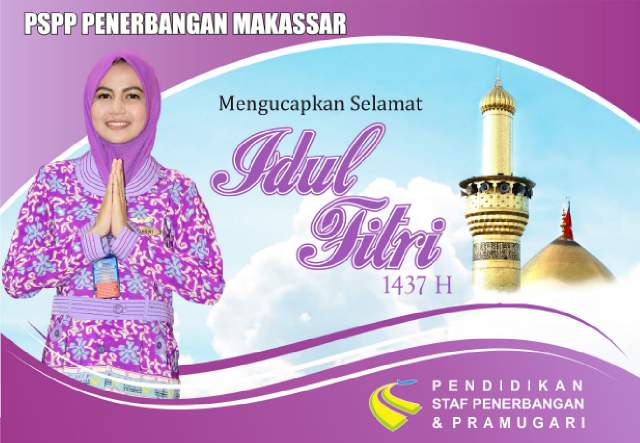 PSPP PENERBANGAN MAKASSAR
Mengucapkan Selamat
Idul
Fitri
1437 H
PENDIDIKAN
STAF PENERBANGAN
& PRAMUGARI